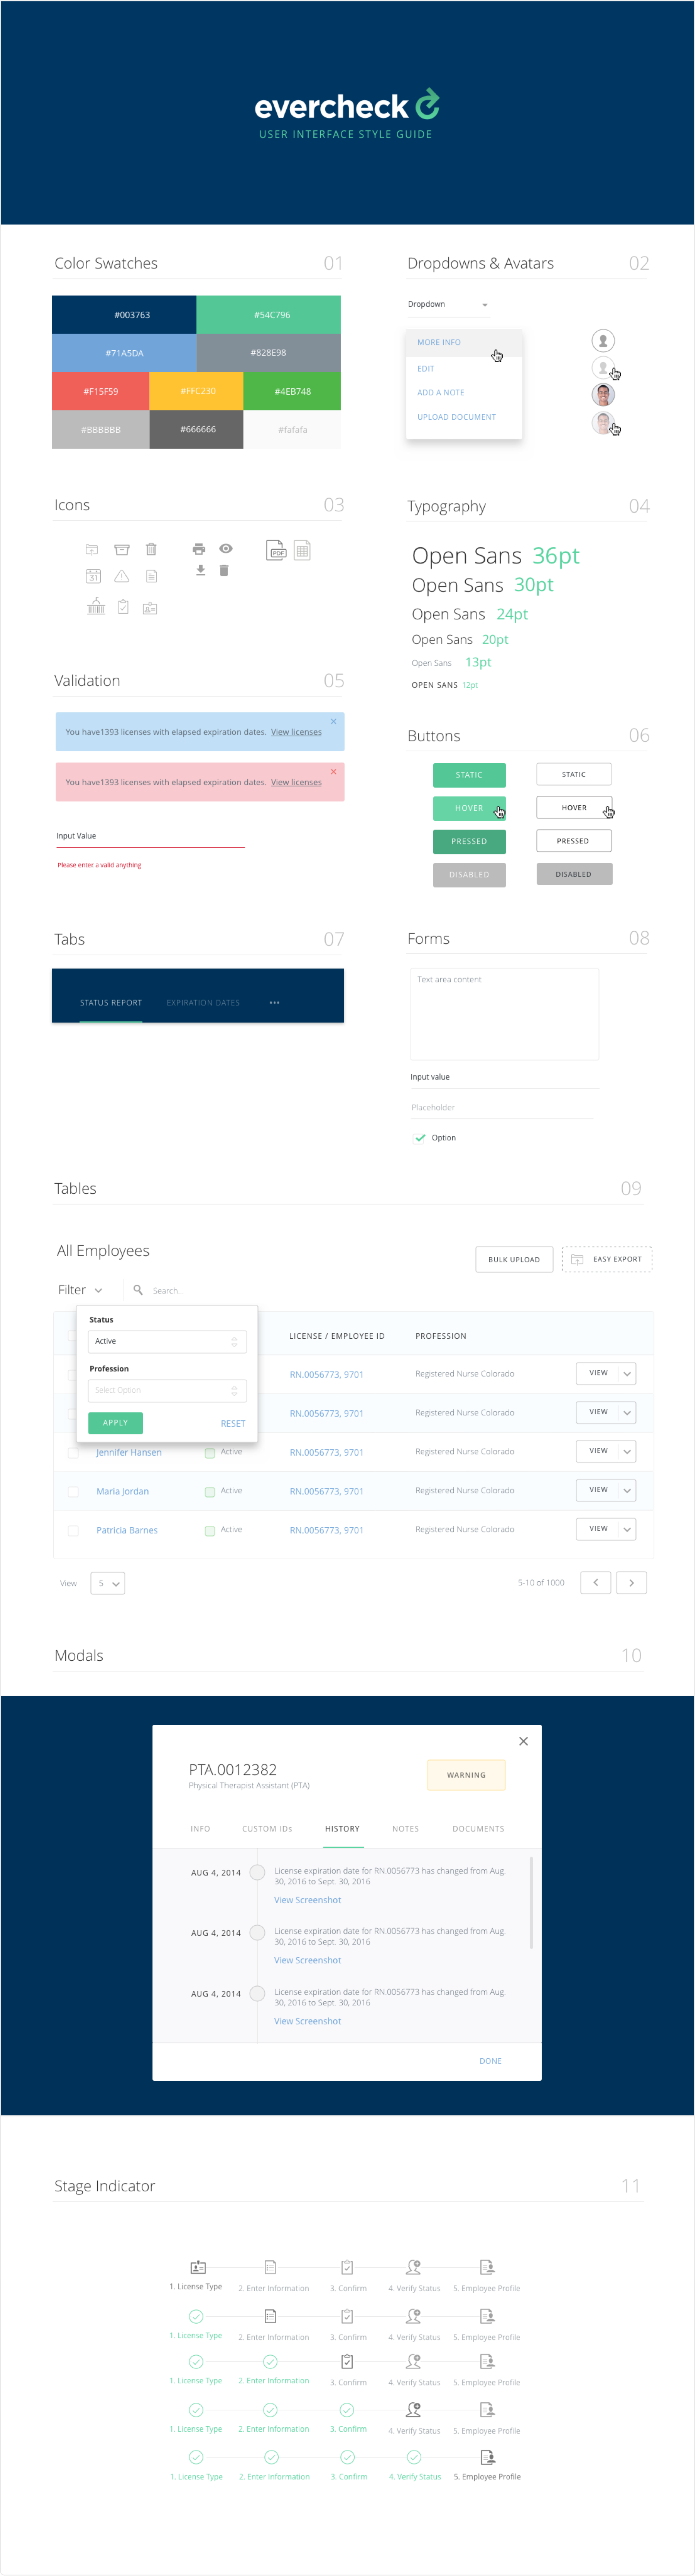 evercheck
USER INTERFACE STYLE GUIDE
Color Swatches 01
#003763 #54C796
#71A5DA #828E98
#F15F59 #FFC230 #4EB748
#BBBBBB #666666 #fafafa
Dropdowns & Avatars 02
Dropdown
MORE INFO
EDIT
ADD A NOTE
UPLOAD DOCUMENT
Icons 03
31
PDF
Typography 04
Open Sans 36pt
Open Sans 30pt
Open Sans 24pt
Open Sans 20pt
Open Sans 13pt
OPEN SANS 12pt
Validation 05
You have1393 licenses with elapsed expiration dates. View licenses
You have1393 licenses with elapsed expiration dates. View licenses
Input Value
Please enter a valid anything
Buttons 06
STATIC STATIC
HOVER HOVER
PRESSED PRESSED
DISABLED DISABLED
Tabs 07
STATUS REPORT EXPIRATION DATES
Forms 08
Text area content
Input value
Placeholder
Option
Tables 09
All Employees
BULK UPLOAD EASY EXPORT
Filter Search...
Status
Active
Profession
Select Option
APPLY RESET
LICENSE / EMPLOYEE ID PROFESSION
RN.0056773, 9701 Registered Nurse Colorado VIEW
RN.0056773, 9701 Registered Nurse Colorado VIEW
Jennifer Hansen Active RN.0056773, 9701 Registered Nurse Colorado VIEW
Maria Jordan Active RN.0056773, 9701 Registered Nurse Colorado VIEW
Patricia Barnes Active RN.0056773, 9701 Registered Nurse Colorado VIEW
View 5 5-10 of 1000
Modals 10
PTA.0012382
Physical Therapist Assistant (PTA)
WARNING
INFO CUSTOM IDs HISTORY NOTES DOCUMENTS
AUG 4, 2014 License expiration date for RN.0056773 has changed from Aug.
30, 2016 to Sept. 30, 2016
View Screenshot
AUG 4, 2014 License expiration date for RN.0056773 has changed from Aug.
30, 2016 to Sept. 30, 2016
View Screenshot
AUG 4, 2014 License expiration date for RN.0056773 has changed from Aug.
30, 2016 to Sept. 30, 2016
View Screenshot
DONE
Stage Indicator 11
1. License Type 2. Enter Information 3. Confirm 4. Verify Status 5. Employee Profile
1. License Type 2. Enter Information 3. Confirm 4. Verify Status 5. Employee Profile
1. License Type 2. Enter Information 3. Confirm 4. Verify Status 5. Employee Profile
1. License Type 2. Enter Information 3. Confirm 4. Verify Status 5. Employee Profile
1. License Type 2. Enter Information 3. Confirm 4. Verify Status 5. Employee Profile